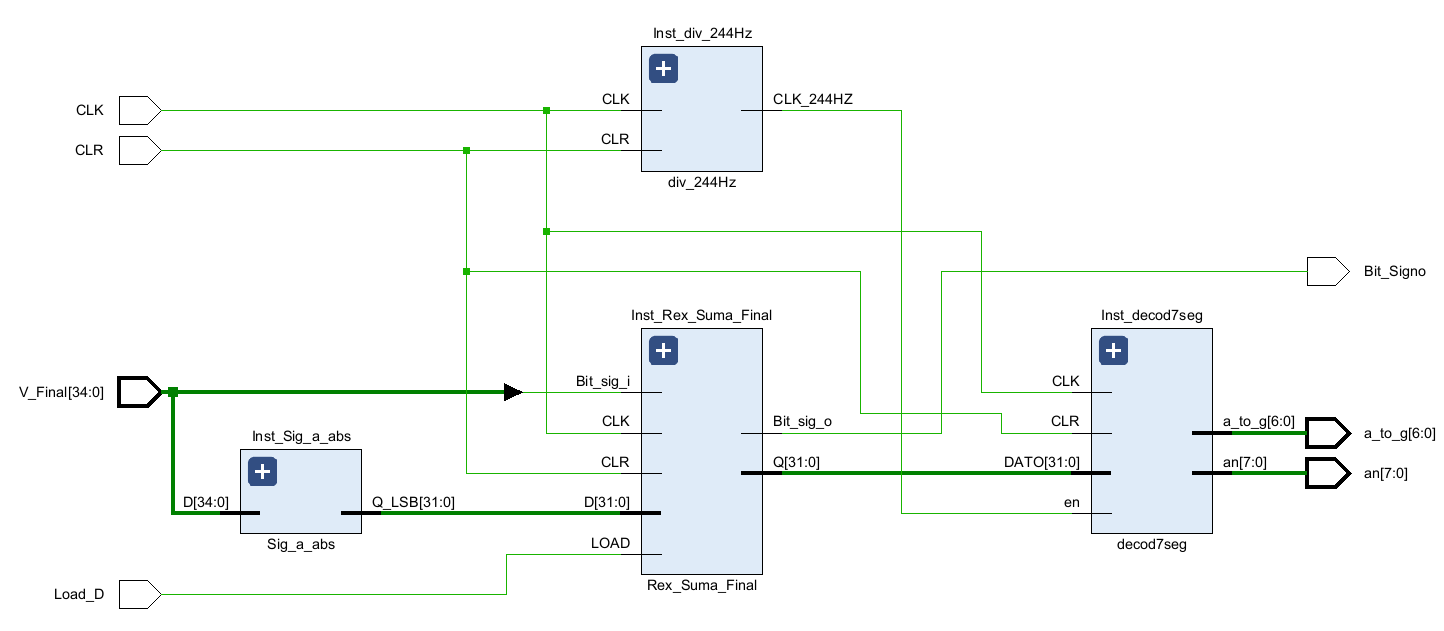 Inst_div_244Hz
CLK
CLK
CLK_244HZ
CLR
CLR
div_244Hz
Bit_Signo
Inst_Rex_Suma_Final
Inst_decod7seg
V_Final[34:0]
Bit_sig_i
CLK
CLK
Bit_sig_o
CLR
a_to_g[6:0]
a_to_g[6:0]
Inst_Sig_a_abs
CLR
Q[31:0]
DATO[31:0]
an[7:0]
an[7:0]
D[34:0]
Q_LSB[31:0]
D[31:0]
en
Sig_a_abs
LOAD
decod7seg
Rex_Suma_Final
Load_D